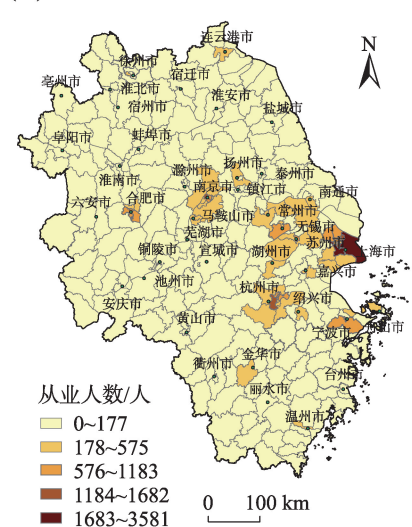 连云港市
N
徐州市
宿迁市
亳州市
淮北市
淮安市
宿州市
盐城市
阜阳市
蚌埠市
扬州市
滁州市
泰州市
淮南市
南京市
镇江市
南通市
六安市
合肥市
马鞍山市
常州市
无锡市
芜湖市
苏州市
上海市
铜陵市
宣城市
湖州市
嘉兴市
池州市
杭州市
安庆市
绍兴市
黄山市
宁波市
舟山市
金华市
衢州市
台州市
丽水市
温州市
从业人数/人
0~177
178~575
576~1183
1184~1682
1683~3581
0 100 km